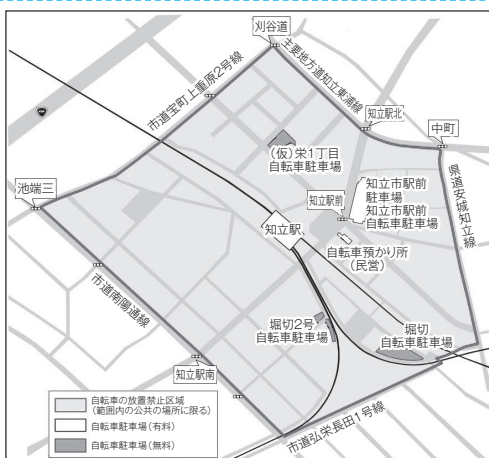 刈谷道
主要地方道知立東浦線
市道宝町上重原2号線
知立駅北
中町
(仮)栄1丁目
自転車駐車場
県道安城知立線
知立市駅前
駐車場
知立市駅前
自転車駐車場
知立駅前
池端三
知立駅
自転車預かり所
(民営)
市道南陽通線
堀切2号
自転車駐車場
堀切
自転車駐車場
知立駅南
市道弘栄長田1号線
自転車の放置禁止区域
(範囲内の公共の場所に限る)
自転車駐車場(有料)
自転車駐車場(無料)